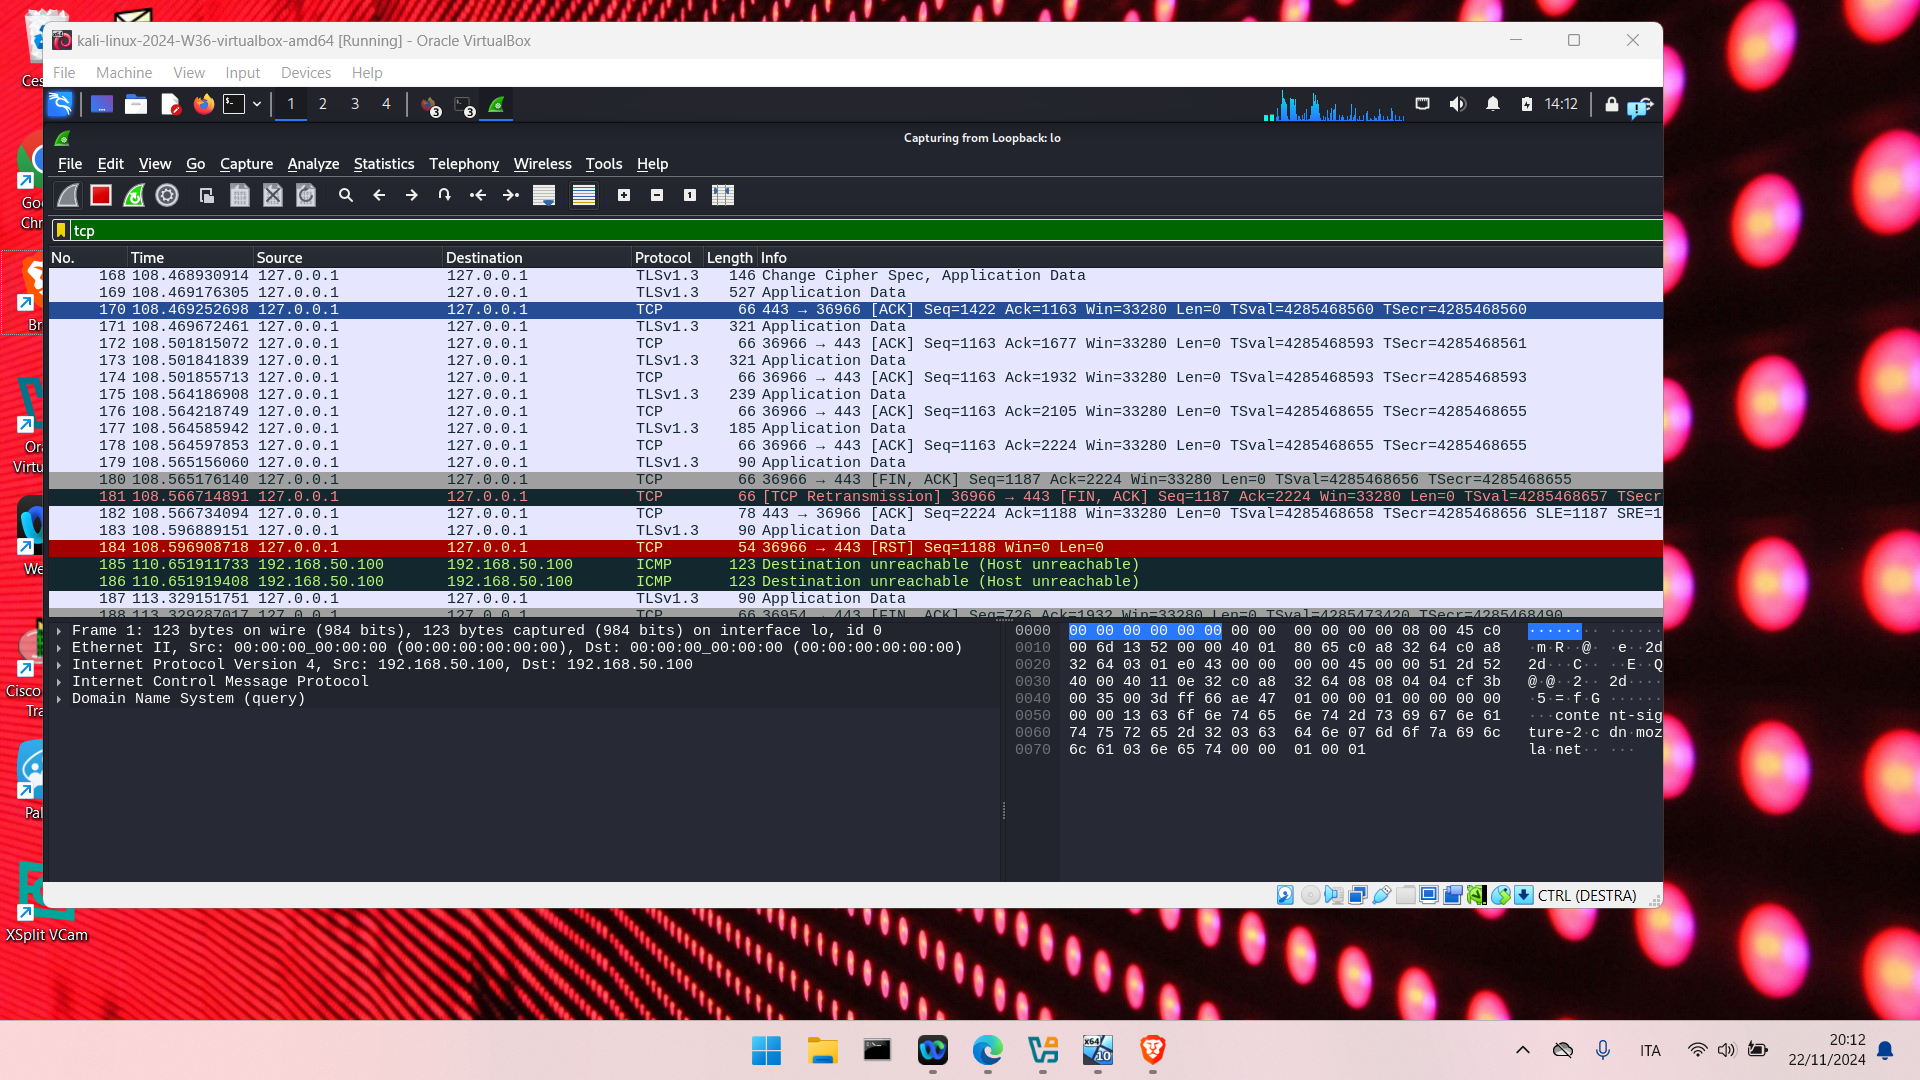 kali-linux-2024-W36-virtualbox-amd64 [Running] - Oracle VirtualBox
File Machine View Input Devices Help
1 2 3 4 3 3 14:12
Capturing from Loopback: lo
File Edit View Go Capture Analyze Statistics Telephony Wireless Tools Help
tcp
No. Time Source Destination Protocol Length Info
168 108.468930914 127.0.0.1 127.0.0.1 TLSv1.3 146 Change Cipher Spec, Application Data
169 108.469176305 127.0.0.1 127.0.0.1 TLSv1.3 527 Application Data
170 108.469252698 127.0.0.1 127.0.0.1 TCP 66 443 → 36966 [ACK] Seq=1422 Ack=1163 Win=33280 Len=0 TSval=4285468560 TSecr=4285468560
171 108.469672461 127.0.0.1 127.0.0.1 TLSv1.3 321 Application Data
172 108.501815072 127.0.0.1 127.0.0.1 TCP 66 36966 → 443 [ACK] Seq=1163 Ack=1677 Win=33280 Len=0 TSval=4285468593 TSecr=4285468561
173 108.501841839 127.0.0.1 127.0.0.1 TLSv1.3 321 Application Data
174 108.501855713 127.0.0.1 127.0.0.1 TCP 66 36966 → 443 [ACK] Seq=1163 Ack=1932 Win=33280 Len=0 TSval=4285468593 TSecr=4285468593
175 108.564186908 127.0.0.1 127.0.0.1 TLSv1.3 239 Application Data
176 108.564218749 127.0.0.1 127.0.0.1 TCP 66 36966 → 443 [ACK] Seq=1163 Ack=2105 Win=33280 Len=0 TSval=4285468655 TSecr=4285468655
177 108.564585942 127.0.0.1 127.0.0.1 TLSv1.3 185 Application Data
178 108.564597853 127.0.0.1 127.0.0.1 TCP 66 36966 → 443 [ACK] Seq=1163 Ack=2224 Win=33280 Len=0 TSval=4285468655 TSecr=4285468655
179 108.565156060 127.0.0.1 127.0.0.1 TLSv1.3 90 Application Data
180 108.565176140 127.0.0.1 127.0.0.1 TCP 66 36966 → 443 [FIN, ACK] Seq=1187 Ack=2224 Win=33280 Len=0 TSval=4285468656 TSecr=4285468655
181 108.566714891 127.0.0.1 127.0.0.1 TCP 66 [TCP Retransmission] 36966 → 443 [FIN, ACK] Seq=1187 Ack=2224 Win=33280 Len=0 TSval=4285468657 TSecr
182 108.566734094 127.0.0.1 127.0.0.1 TCP 78 443 → 36966 [ACK] Seq=2224 Ack=1188 Win=33280 Len=0 TSval=4285468658 TSecr=4285468656 SLE=1187 SRE=1
183 108.596889151 127.0.0.1 127.0.0.1 TLSv1.3 90 Application Data
184 108.596908718 127.0.0.1 127.0.0.1 TCP 54 36966 → 443 [RST] Seq=1188 Win=0 Len=0
185 110.651911733 192.168.50.100 192.168.50.100 ICMP 123 Destination unreachable (Host unreachable)
186 110.651919408 192.168.50.100 192.168.50.100 ICMP 123 Destination unreachable (Host unreachable)
187 113.329151751 127.0.0.1 127.0.0.1 TLSv1.3 90 Application Data
188 113.329287017 127.0.0.1 127.0.0.1 TCP 66 36954 → 443 [FIN, ACK] Seq=726 Ack=1932 Win=33280 Len=0 TSval=4285473420 TSecr=4285468490
Frame 1: 123 bytes on wire (984 bits), 123 bytes captured (984 bits) on interface lo, id 0
Ethernet II, Src: 00:00:00_00:00:00 (00:00:00:00:00:00), Dst: 00:00:00_00:00:00 (00:00:00:00:00:00)
Internet Protocol Version 4, Src: 192.168.50.100, Dst: 192.168.50.100
Internet Control Message Protocol
Domain Name System (query)
0000 00 00 00 00 00 00 00 00 00 00 00 00 08 00 45 c0 ········ ·······
0010 00 6d 13 52 00 00 40 01 80 65 c0 a8 32 64 c0 a8 ·m·R··@· ·e··2d
0020 32 64 03 01 e0 43 00 00 00 00 45 00 00 51 2d 52 2d···C·· ··E··Q
0030 40 00 40 11 0e 32 c0 a8 32 64 08 08 04 04 cf 3b @·@··2·· 2d····
0040 00 35 00 3d ff 66 ae 47 01 00 00 01 00 00 00 00 ·5·=·f·G ·······
0050 00 00 13 63 6f 6e 74 65 6e 74 2d 73 69 67 6e 61 ···conte nt-sig
0060 74 75 72 65 2d 32 03 63 64 6e 07 6d 6f 7a 69 6c ture-2·c dn·moz
0070 6c 61 03 6e 65 74 00 00 01 00 01 la·net·· ···
CTRL (DESTRA)
Ces
Goo
Chr
Br
Ora
Virtu
We
Cisco
Tra
Pal
XSplit VCam
x64
10
ITA
20:12
22/11/2024